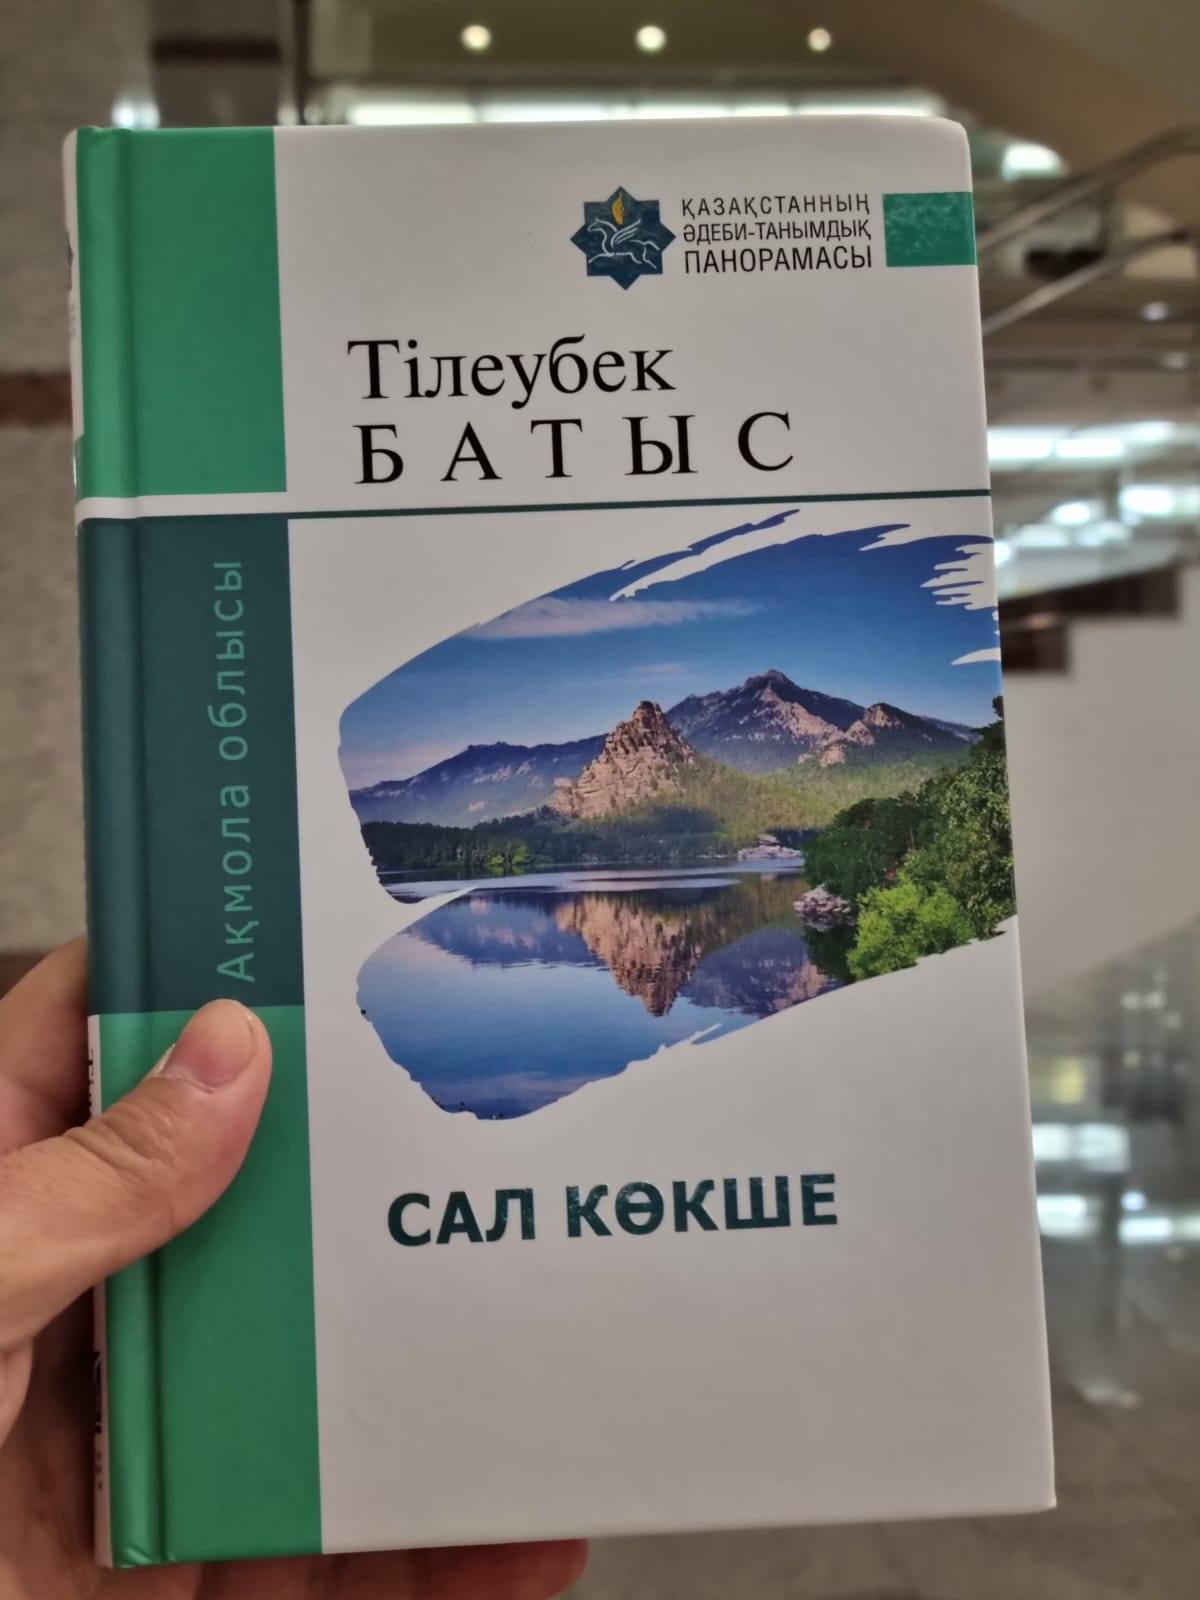 ҚАЗАҚСТАННЫҢ
ӘДЕБИ-ТАНЫМДЫҚ
ПАНОРАМАСЫ
Тілеубек
БАТЫС
Ақмола облысы
САЛ КӨКШЕ